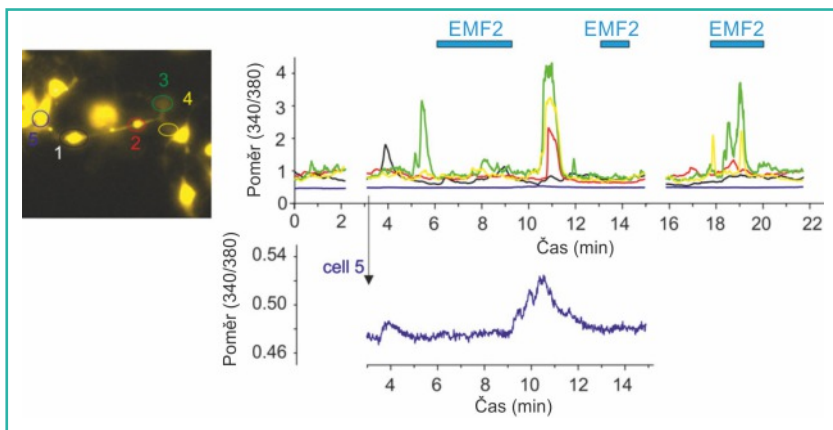 EMF2 EMF2 EMF2
3
4
5
1
2
Poměr (340/380)
4
3
2
1
0
0 2 4 6 8 10 12 14 16 18 20 22
Čas (min)
cell 5
Poměr (340/380)
0.54
0.50
0.46
4 6 8 10 12 14
Čas (min)